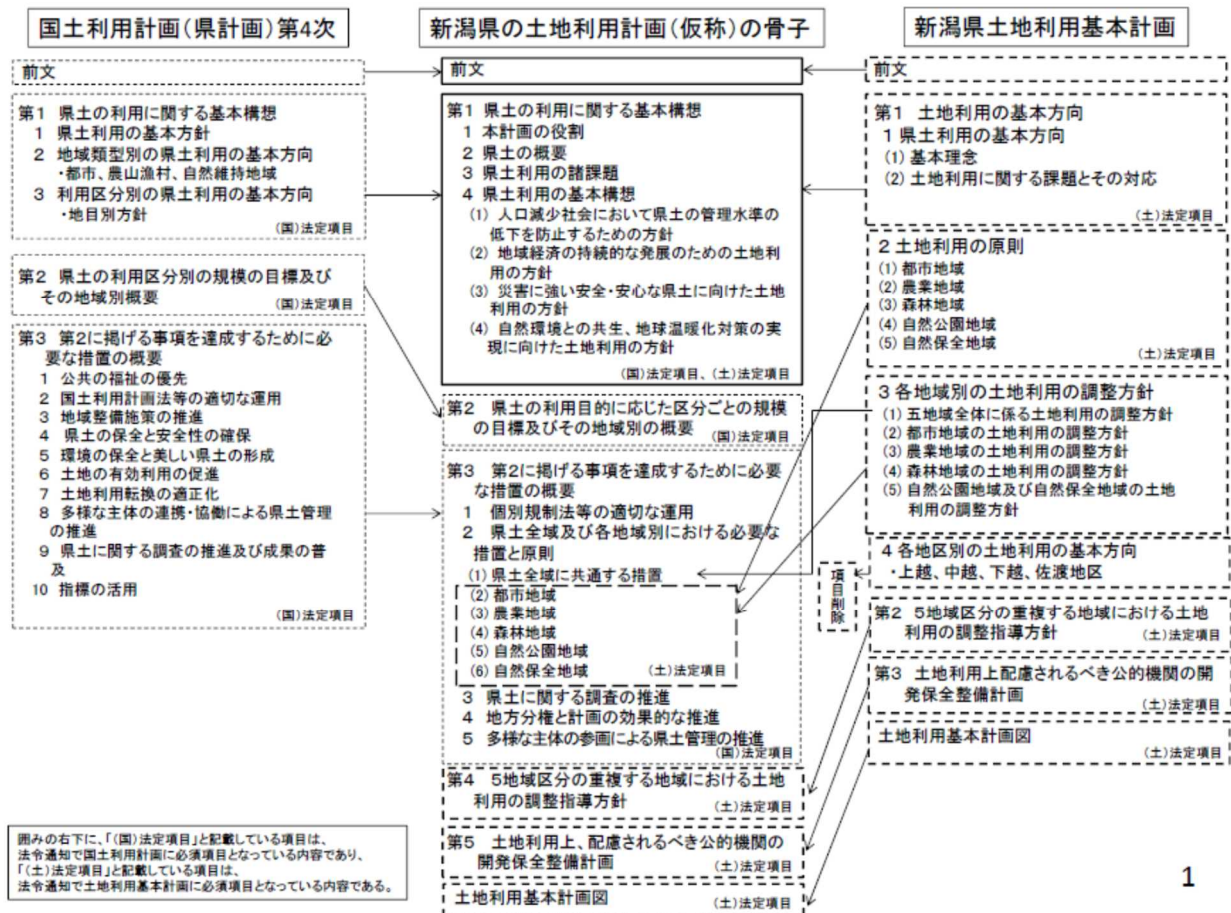 国土利用計画(県計画)第4次
前文
第1 県土の利用に関する基本構想
1 県土利用の基本方針
2 地域類型別の県土利用の基本方向
・都市、農山漁村、自然維持地域
3 利用区分別の県土利用の基本方向
・地目別方針
(国)法定項目
第2 県土の利用区分別の規模の目標及び
その地域別概要
(国)法定項目
第3 第2に掲げる事項を達成するために必
要な措置の概要
1 公共の福祉の優先
2 国土利用計画法等の適切な運用
3 地域整備施策の推進
4 県土の保全と安全性の確保
5 環境の保全と美しい県土の形成
6 土地の有効利用の促進
7 土地利用転換の適正化
8 多様な主体の連携・協働による県土管理
の推進
9 県土に関する調査の推進及び成果の普
及
10 指標の活用
(国)法定項目
囲みの右下に、「(国)法定項目」と記載している項目は、
法令通知で国土利用計画に必須項目となっている内容であり、
「(土)法定項目」と記載している項目は、
法令通知で土地利用基本計画に必須項目となっている内容である。
新潟県の土地利用計画(仮称)の骨子
前文
第1 県土の利用に関する基本構想
1 本計画の役割
2 県土の概要
3 県土利用の諸課題
4 県土利用の基本構想
(1) 人口減少社会において県土の管理水準の
低下を防止するための方針
(2) 地域経済の持続的な発展のための土地利
用の方針
(3) 災害に強い安全・安心な県土に向けた土地
利用の方針
(4) 自然環境との共生、地球温暖化対策の実
現に向けた土地利用の方針
(国)法定項目、(土)法定項目
第2 県土の利用目的に応じた区分ごとの規模
の目標及びその地域別の概要
(国)法定項目
第3 第2に掲げる事項を達成するために必要
な措置の概要
1 個別規制法等の適切な運用
2 県土全域及び各地域別における必要な
措置と原則
(1) 県土全域に共通する措置
(2) 都市地域
(3) 農業地域
(4) 森林地域
(5) 自然公園地域
(6) 自然保全地域 (土)法定項目
3 県土に関する調査の推進
4 地方分権と計画の効果的な推進
5 多様な主体の参画による県土管理の推進
(国)法定項目
第4 5地域区分の重複する地域における土地
利用の調整指導方針 (土)法定項目
第5 土地利用上、配慮されるべき公的機関の
開発保全整備計画 (土)法定項目
土地利用基本計画図 (土)法定項目
新潟県土地利用基本計画
前文
第1 土地利用の基本方向
1 県土利用の基本方向
(1) 基本理念
(2) 土地利用に関する課題とその対応
(土)法定項目
2 土地利用の原則
(1) 都市地域
(2) 農業地域
(3) 森林地域
(4) 自然公園地域
(5) 自然保全地域
(土)法定項目
3 各地域別の土地利用の調整方針
(1) 五地域全体に係る土地利用の調整方針
(2) 都市地域の土地利用の調整方針
(3) 農業地域の土地利用の調整方針
(4) 森林地域の土地利用の調整方針
(5) 自然公園地域及び自然保全地域の土地
利用の調整方針
4 各地区別の土地利用の基本方向
・上越、中越、下越、佐渡地区
項目削除
第2 5地域区分の重複する地域における土地
利用の調整指導方針 (土)法定項目
第3 土地利用上配慮されるべき公的機関の開
発保全整備計画 (土)法定項目
土地利用基本計画図
(土)法定項目
1